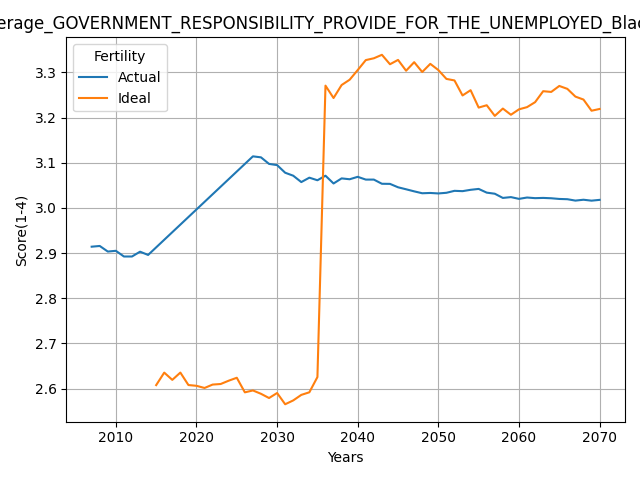 erage_GOVERNMENT_RESPONSIBILITY_PROVIDE_FOR_THE_UNEMPLOYED_Bla
Fertility
Actual
Ideal
Score(1-4)
3.3
3.2
3.1
3.0
2.9
2.8
2.7
2.6
2010 2020 2030 2040 2050 2060 2070
Years